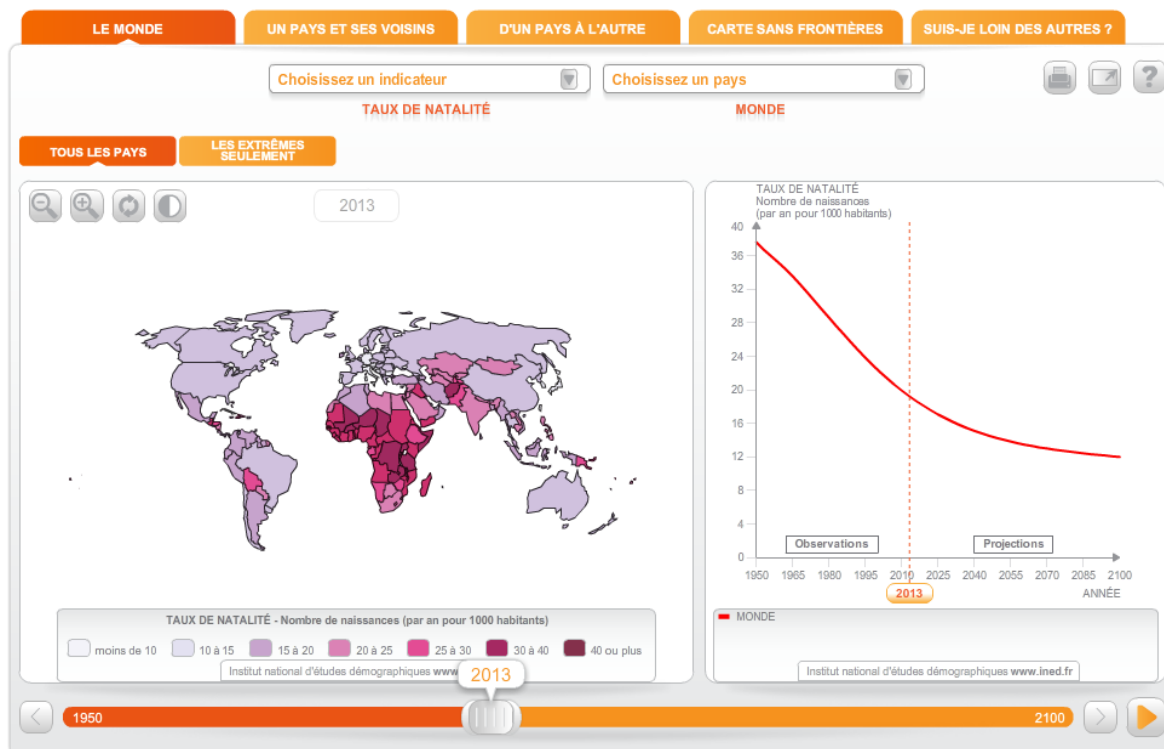 LE MONDE
UN PAYS ET SES VOISINS
D'UN PAYS À L'AUTRE
CARTE SANS FRONTIÈRES
SUIS-JE LOIN DES AUTRES ?
Choisissez un indicateur
Choisissez un pays
?
TAUX DE NATALITÉ
MONDE
TOUS LES PAYS
LES EXTRÊMES
SEULEMENT
2013
TAUX DE NATALITÉ
Nombre de naissances
(par an pour 1000 habitants)
40
36
32
28
24
20
16
12
8
4
0
Observations
Projections
1950 1965 1980 1995 2010 2025 2040 2055 2070 2085 2100
2013
ANNÉE
TAUX DE NATALITÉ - Nombre de naissances (par an pour 1000 habitants)
moins de 10 10 à 15 15 à 20 20 à 25 25 à 30 30 à 40 40 ou plus
Institut national d'études démographiques www
MONDE
Institut national d'études démographiques www.ined.fr
2013
1950
2100